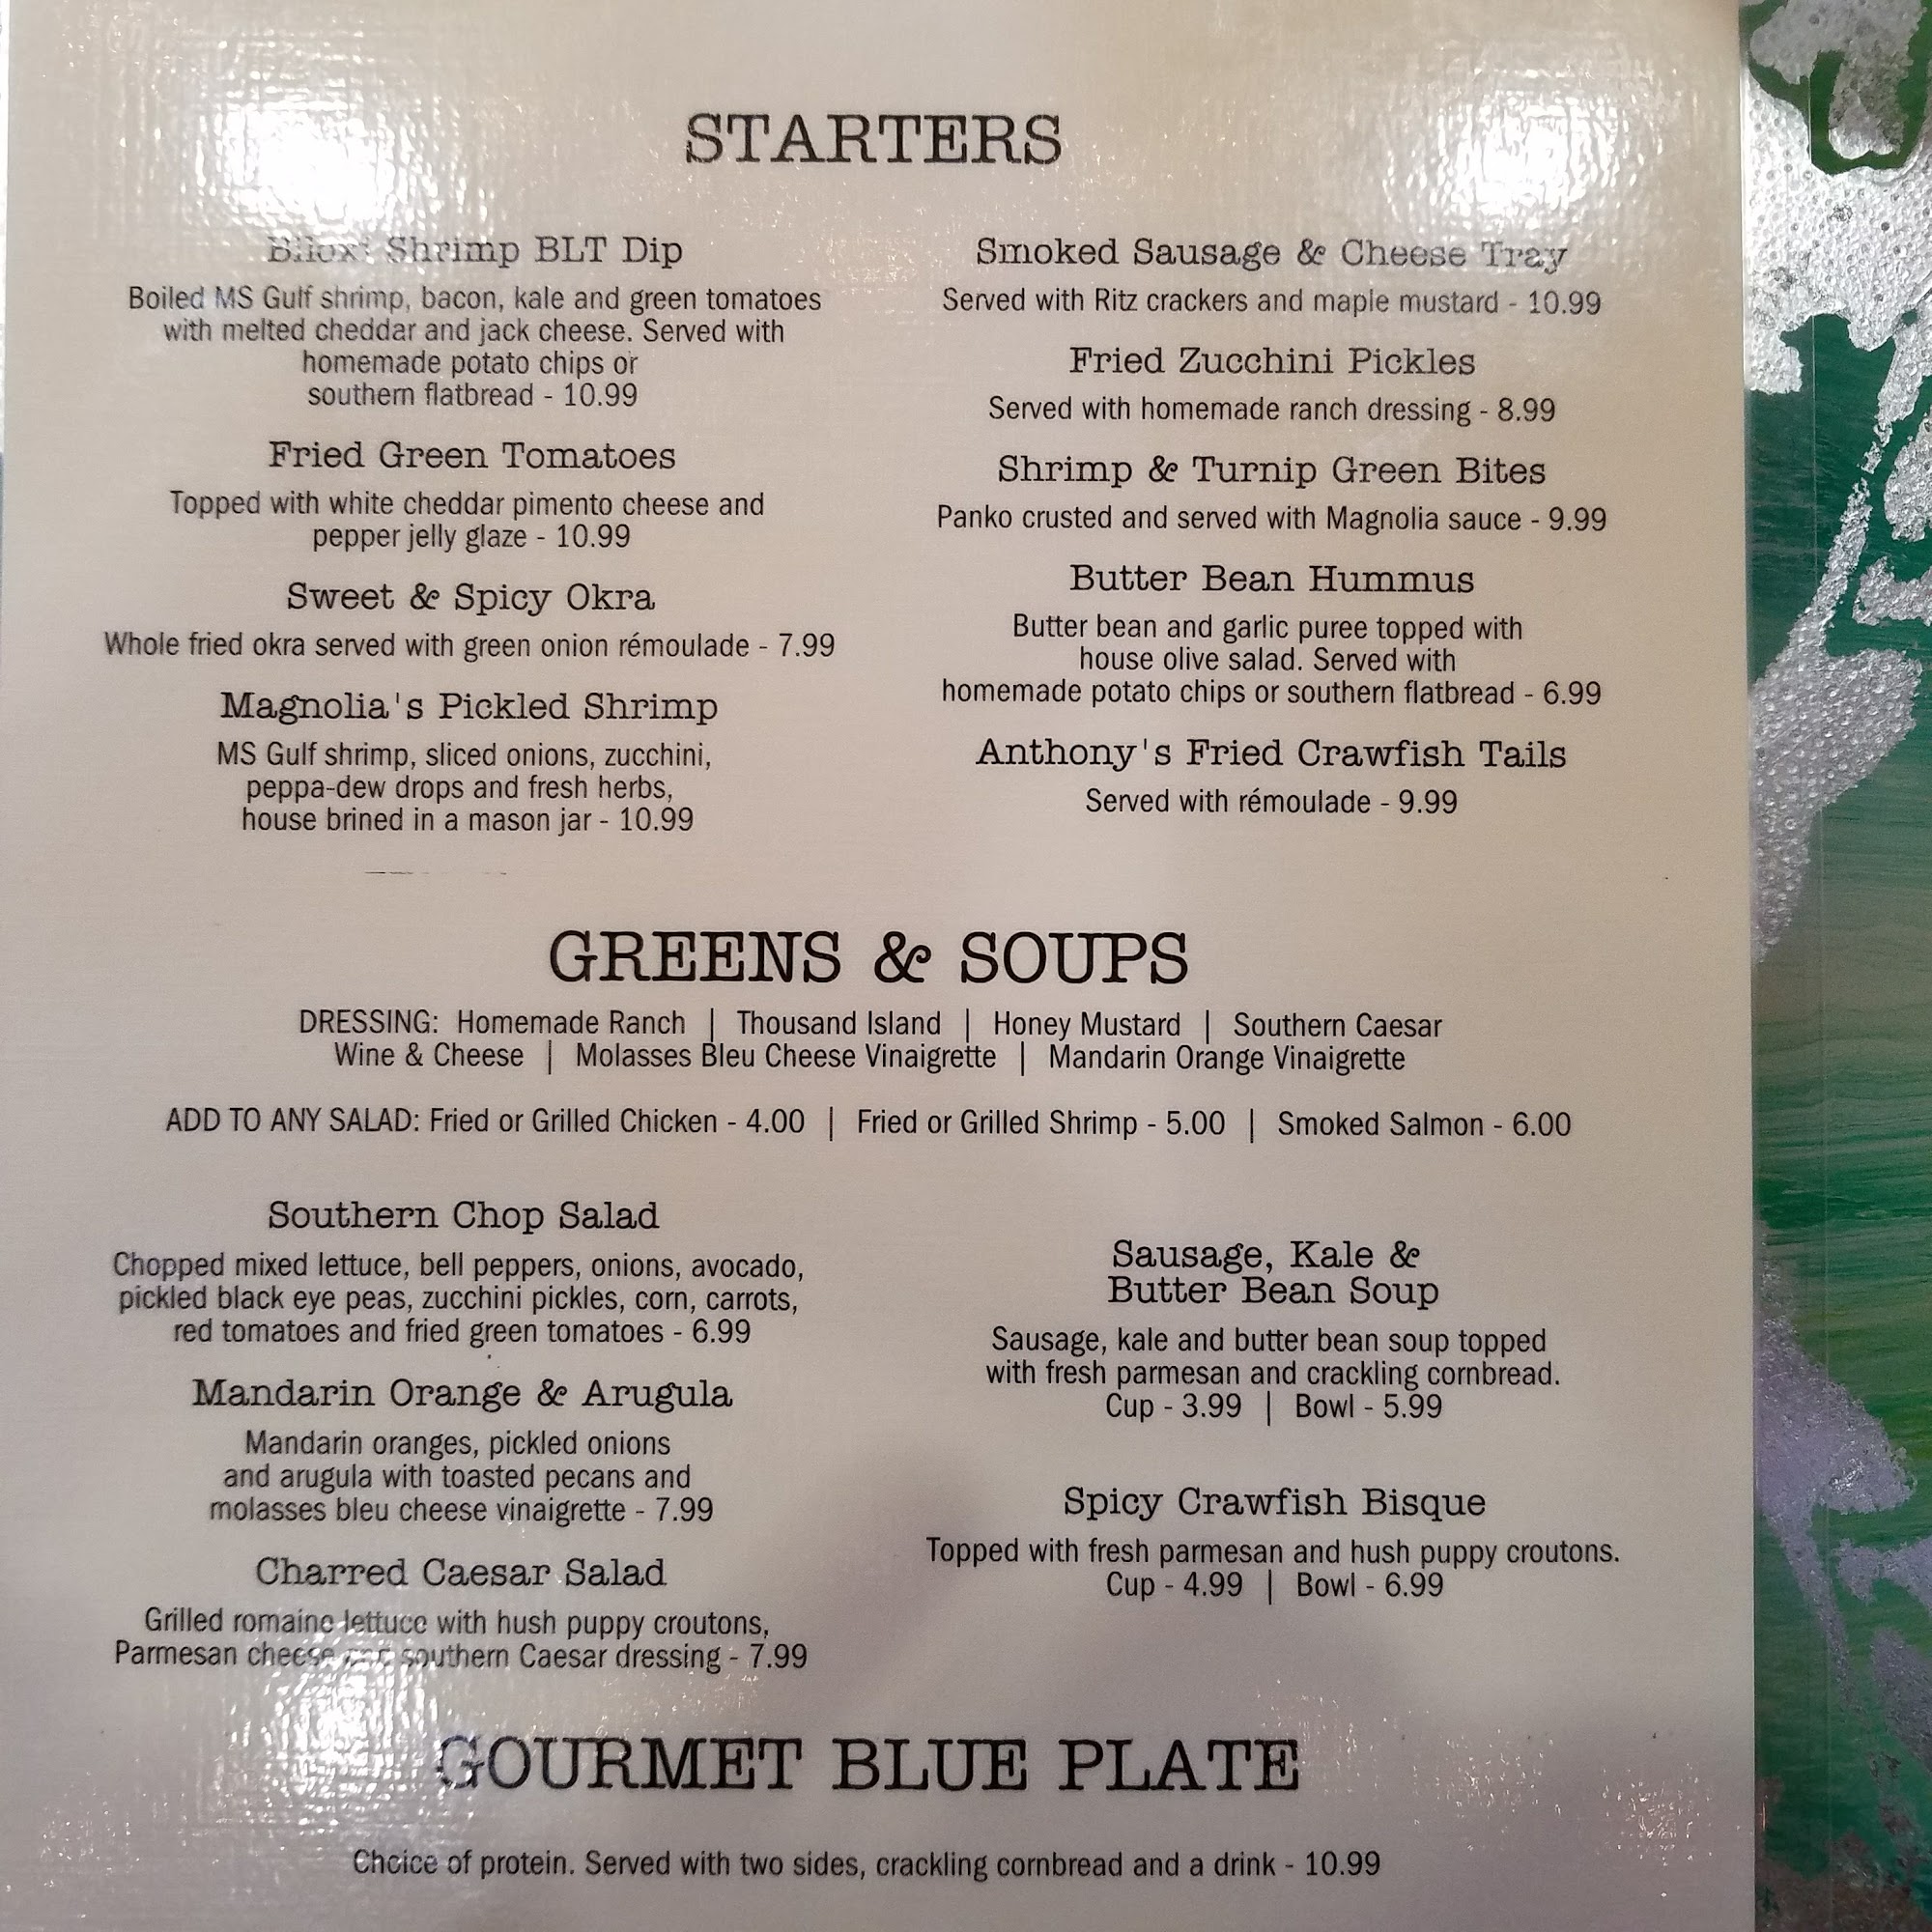 STARTERS
Biloxi Shrimp BLT Dip
Boiled MS Gulf shrimp, bacon, kale and green tomatoes
with melted cheddar and jack cheese. Served with
homemade potato chips or
southern flatbread - 10.99
Fried Green Tomatoes
Topped with white cheddar pimento cheese and
pepper jelly glaze - 10.99
Sweet & Spicy Okra
Whole fried okra served with green onion rémoulade - 7.99
Magnolia's Pickled Shrimp
MS Gulf shrimp, sliced onions, zucchini,
peppa-dew drops and fresh herbs,
house brined in a mason jar - 10.99
Smoked Sausage & Cheese Tray
Served with Ritz crackers and maple mustard - 10.99
Fried Zucchini Pickles
Served with homemade ranch dressing - 8.99
Shrimp & Turnip Green Bites
Panko crusted and served with Magnolia sauce - 9.99
Butter Bean Hummus
Butter bean and garlic puree topped with
house olive salad. Served with
homemade potato chips or southern flatbread - 6.99
Anthony's Fried Crawfish Tails
Served with rémoulade - 9.99
GREENS & SOUPS
DRESSING: Homemade Ranch | Thousand Island | Honey Mustard | Southern Caesar
Wine & Cheese | Molasses Bleu Cheese Vinaigrette | Mandarin Orange Vinaigrette
ADD TO ANY SALAD: Fried or Grilled Chicken - 4.00 | Fried or Grilled Shrimp - 5.00 | Smoked Salmon - 6.00
Southern Chop Salad
Chopped mixed lettuce, bell peppers, onions, avocado,
pickled black eye peas, zucchini pickles, corn, carrots,
red tomatoes and fried green tomatoes - 6.99
Mandarin Orange & Arugula
Mandarin oranges, pickled onions
and arugula with toasted pecans and
molasses bleu cheese vinaigrette - 7.99
Charred Caesar Salad
Grilled romaine lettuce with hush puppy croutons,
Parmesan cheese and southern Caesar dressing - 7.99
Sausage, Kale &
Butter Bean Soup
Sausage, kale and butter bean soup topped
with fresh parmesan and crackling cornbread.
Cup - 3.99 | Bowl - 5.99
Spicy Crawfish Bisque
Topped with fresh parmesan and hush puppy croutons.
Cup - 4.99 | Bowl - 6.99
GOURMET BLUE PLATE
Choice of protein. Served with two sides, crackling cornbread and a drink - 10.99